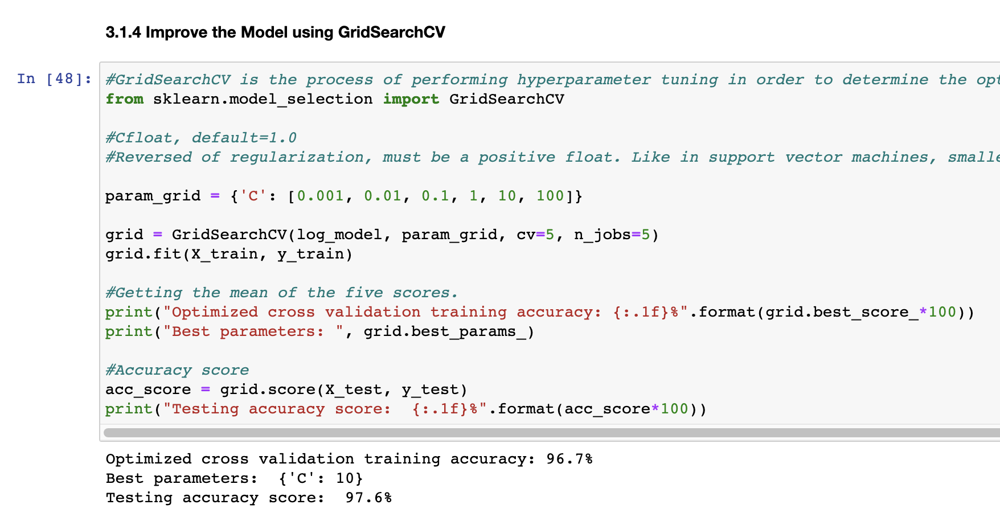 3.1.4 Improve the Model using GridSearchCV
In [48]:
#GridSearchCV is the process of performing hyperparameter tuning in order to determine the
from sklearn.model_selection import GridSearchCV
#Cfloat, default=1.0
#Reversed of regularization, must be a positive float. Like in support vector machines,
param_grid = {'C': [0.001, 0.01, 0.1, 1, 10, 100]}
grid = GridSearchCV(log_model, param_grid, cv=5, n_jobs=5)
grid.fit(X_train, y_train)
#Getting the mean of the five scores.
print("Optimized cross validation training accuracy: {:.1f}%".format(grid.best_score_*100))
print("Best parameters: ", grid.best_params_)
#Accuracy score
acc_score = grid.score(X_test, y_test)
print("Testing accuracy score:  {:.1f}%".format(acc_score*100))
Optimized cross validation training accuracy: 96.7%
Best parameters:  {'C': 10}
Testing accuracy score:  97.6%